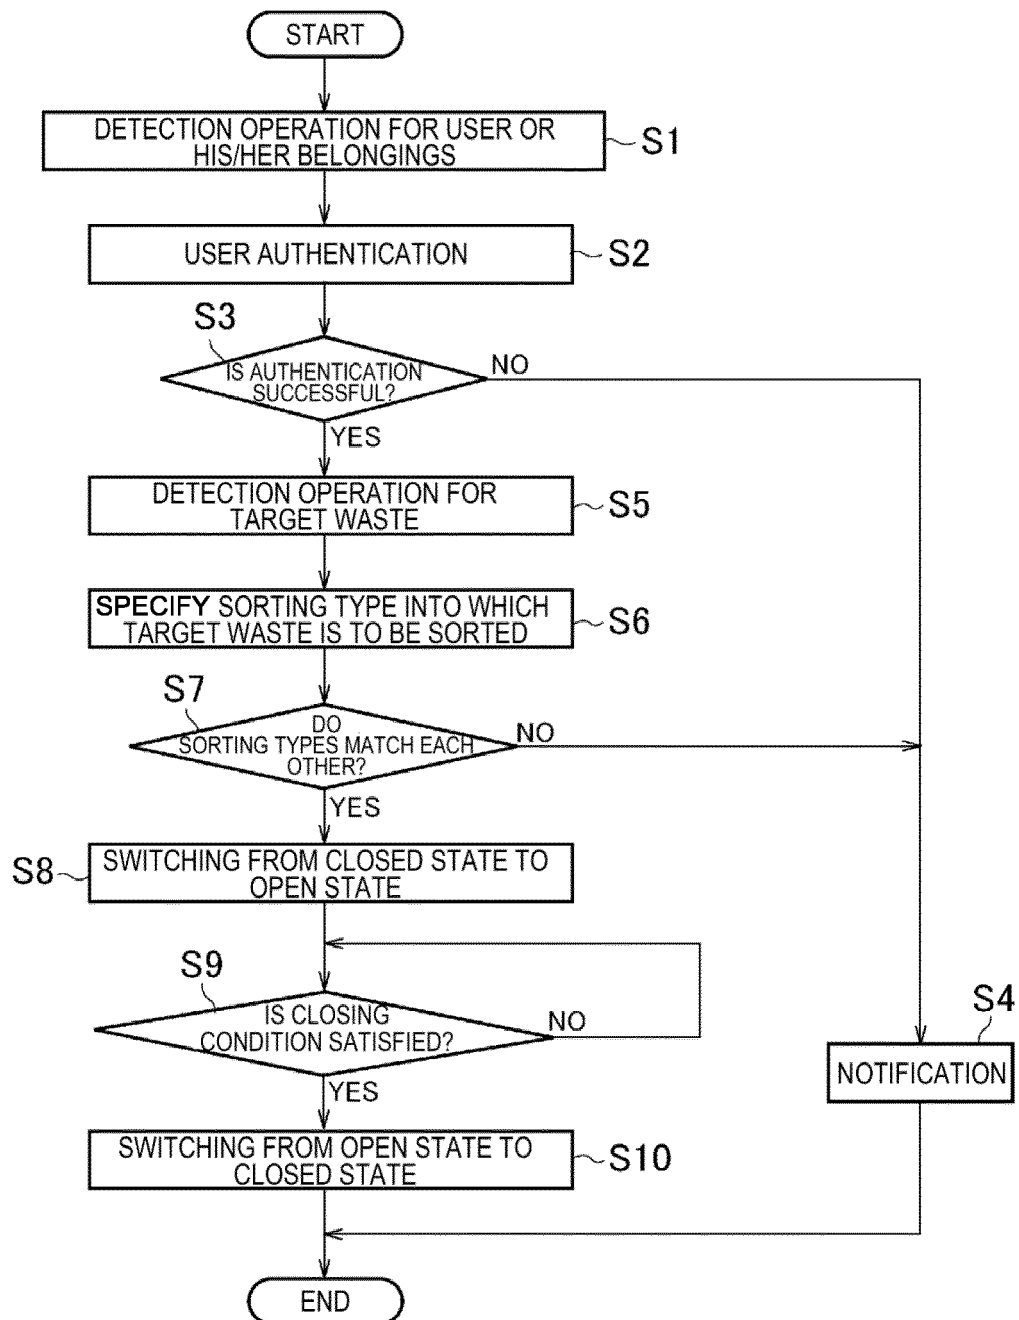 START
DETECTION OPERATION FOR USER OR
HIS/HER BELONGINGS
S1
USER AUTHENTICATION
S2
S3
IS AUTHENTICATION
SUCCESSFUL?
NO
YES
DETECTION OPERATION FOR
TARGET WASTE
S5
SPECIFY SORTING TYPE INTO WHICH
TARGET WASTE IS TO BE SORTED
S6
S7
DO
SORTING TYPES MATCH EACH
OTHER?
NO
YES
S8
SWITCHING FROM CLOSED STATE TO
OPEN STATE
S9
IS CLOSING
CONDITION SATISFIED?
NO
YES
S4
NOTIFICATION
SWITCHING FROM OPEN STATE TO
CLOSED STATE
S10
END